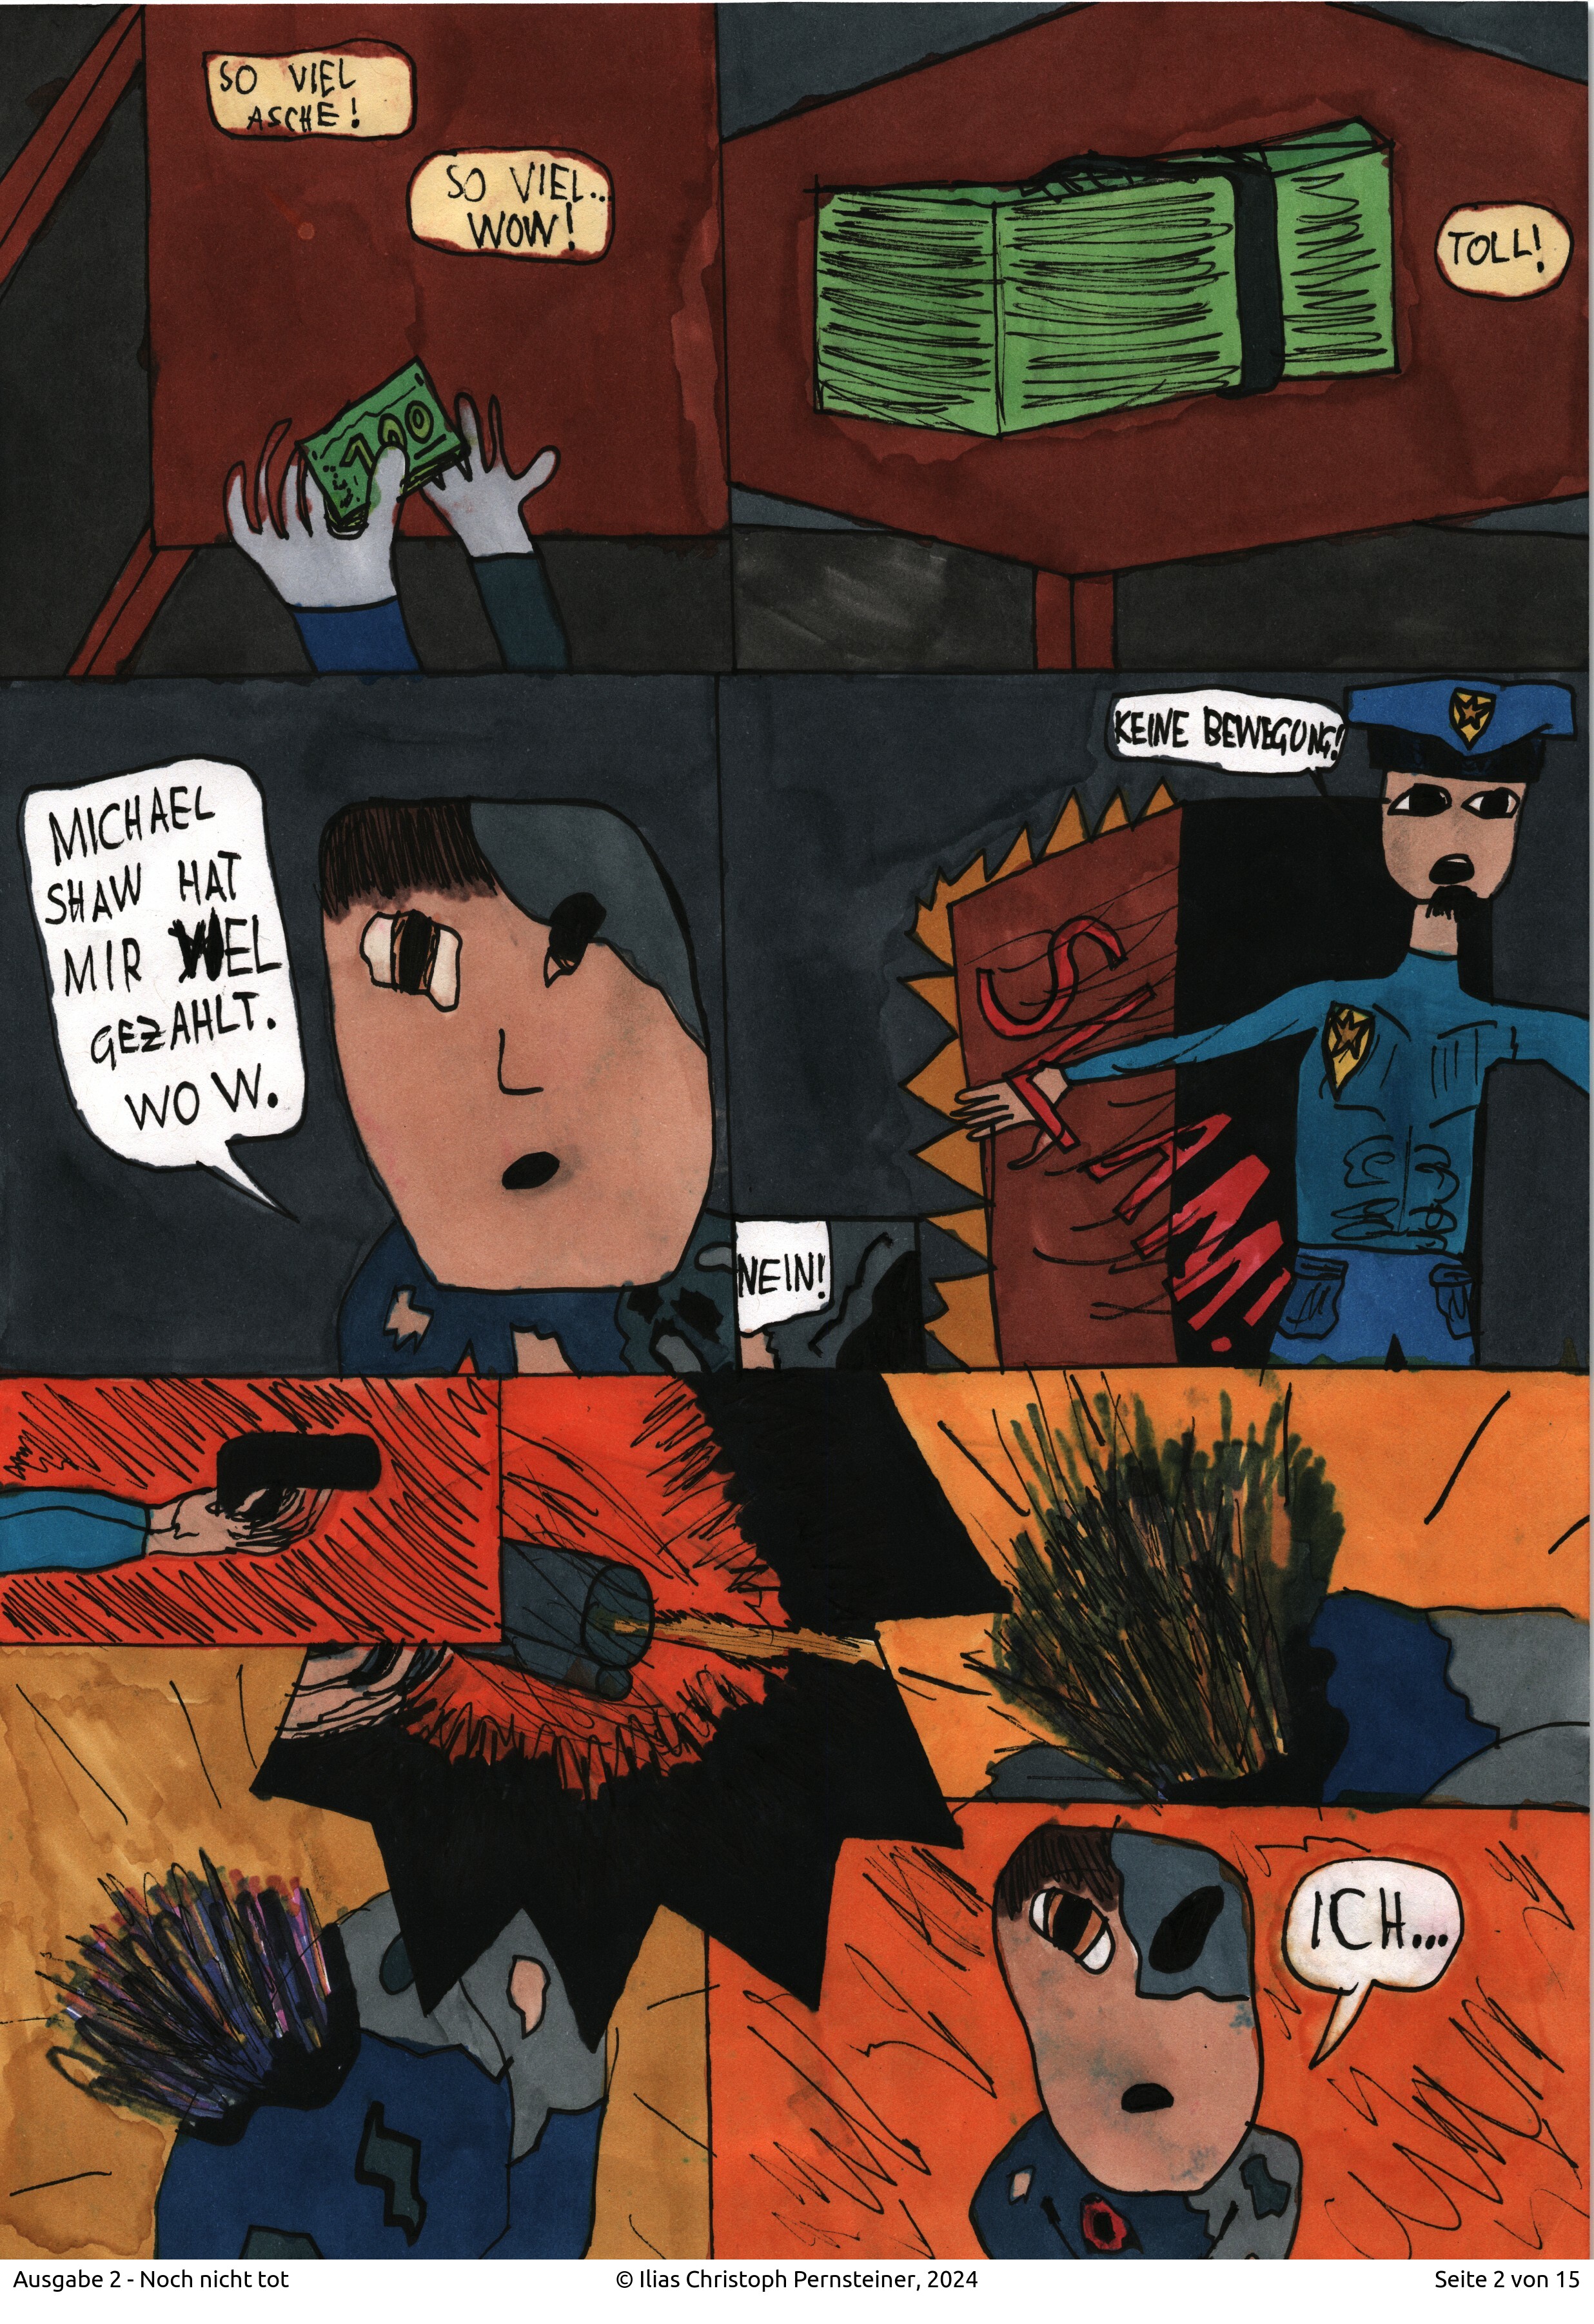 SO VIEL
ASCHE!
SO VIEL..
WOW!
100
TOLL!
MICHAEL
SHAW HAT
MIR VIEL
GEZAHLT.
WOW.
KEINE BEWEGUNG!
SLAM!
NEIN!
ICH...
Ausgabe 2 - Noch nicht tot
© Ilias Christoph Pernsteiner, 2024
Seite 2 von 15